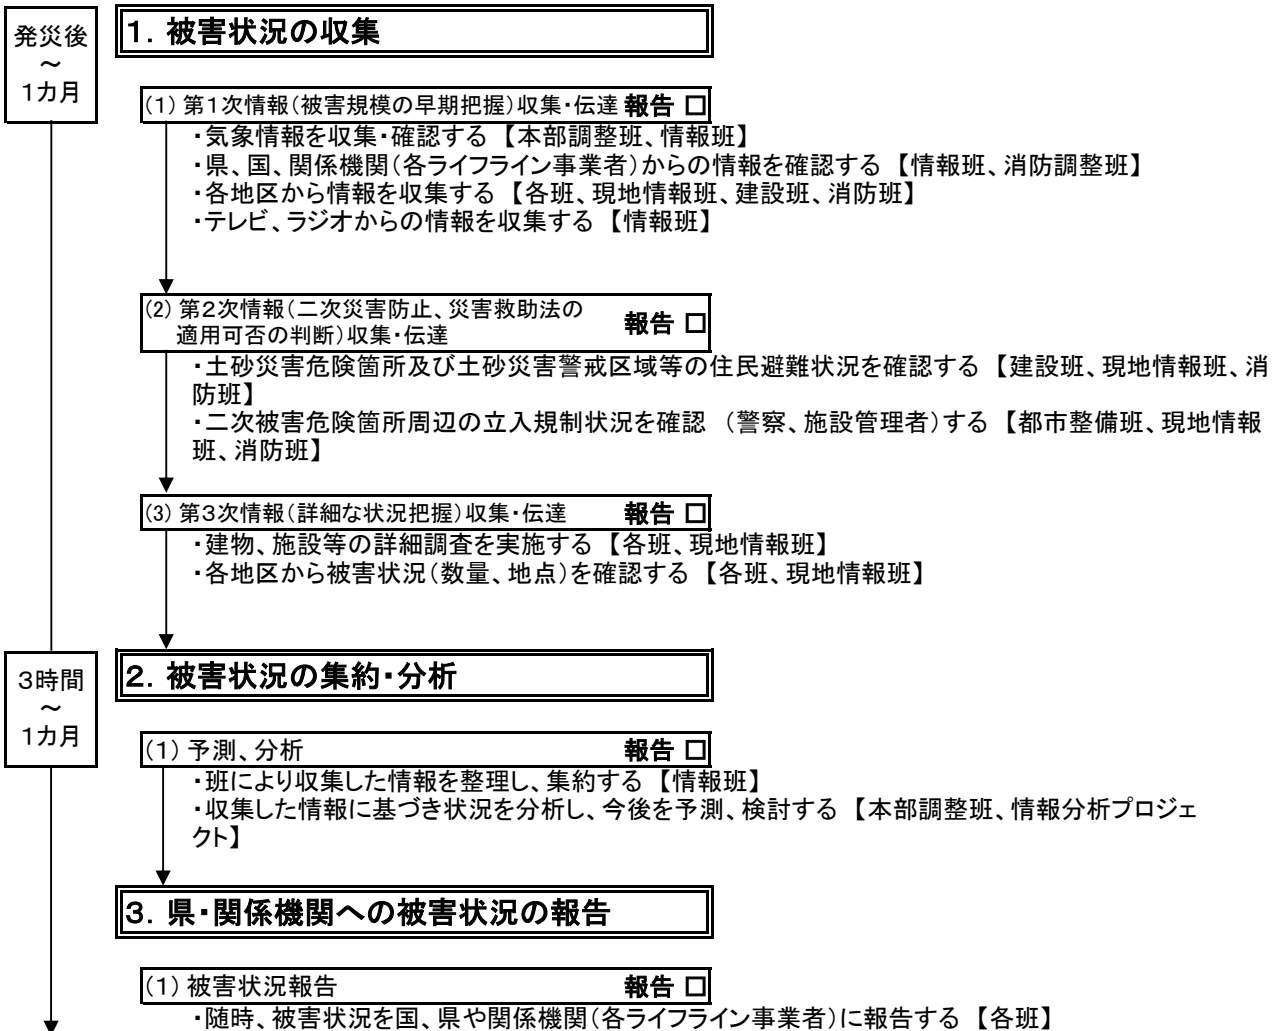 発災後
～
1カ月
1．被害状況の収集
(1) 第1次情報（被害規模の早期把握）収集・伝達 報告 □
・気象情報を収集・確認する 【本部調整班、情報班】
・県、国、関係機関（各ライフライン事業者）からの情報を確認する 【情報班、消防調整班】
・各地区から情報を収集する 【各班、現地情報班、建設班、消防班】
・テレビ、ラジオからの情報を収集する 【情報班】
(2) 第2次情報（二次災害防止、災害救助法の
適用可否の判断）収集・伝達 報告 □
・土砂災害危険箇所及び土砂災害警戒区域等の住民避難状況を確認する 【建設班、現地情報班、消
防班】
・二次被害危険箇所周辺の立入規制状況を確認 （警察、施設管理者）する 【都市整備班、現地情報
班、消防班】
(3) 第3次情報（詳細な状況把握）収集・伝達 報告 □
・建物、施設等の詳細調査を実施する 【各班、現地情報班】
・各地区から被害状況（数量、地点）を確認する 【各班、現地情報班】
3時間
～
1カ月
2．被害状況の集約・分析
(1) 予測、分析 報告 □
・班により収集した情報を整理し、集約する 【情報班】
・収集した情報に基づき状況を分析し、今後を予測、検討する 【本部調整班、情報分析プロジェ
クト】
3．県・関係機関への被害状況の報告
(1) 被害状況報告 報告 □
・随時、被害状況を国、県や関係機関（各ライフライン事業者）に報告する 【各班】